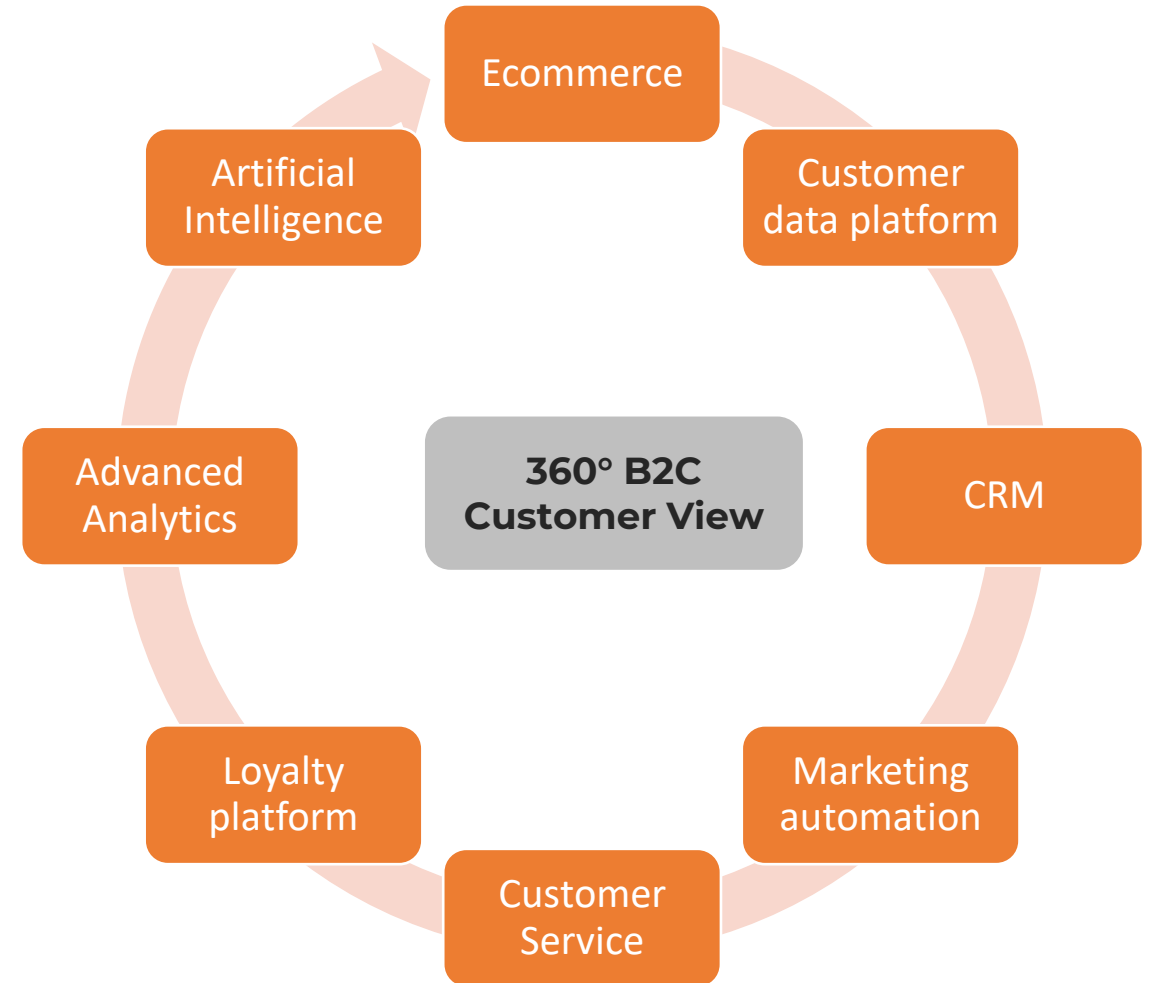 Ecommerce
Customer
data platform
CRM
Marketing
automation
Customer
Service
Loyalty
platform
Advanced
Analytics
Artificial
Intelligence
360° B2C
Customer View